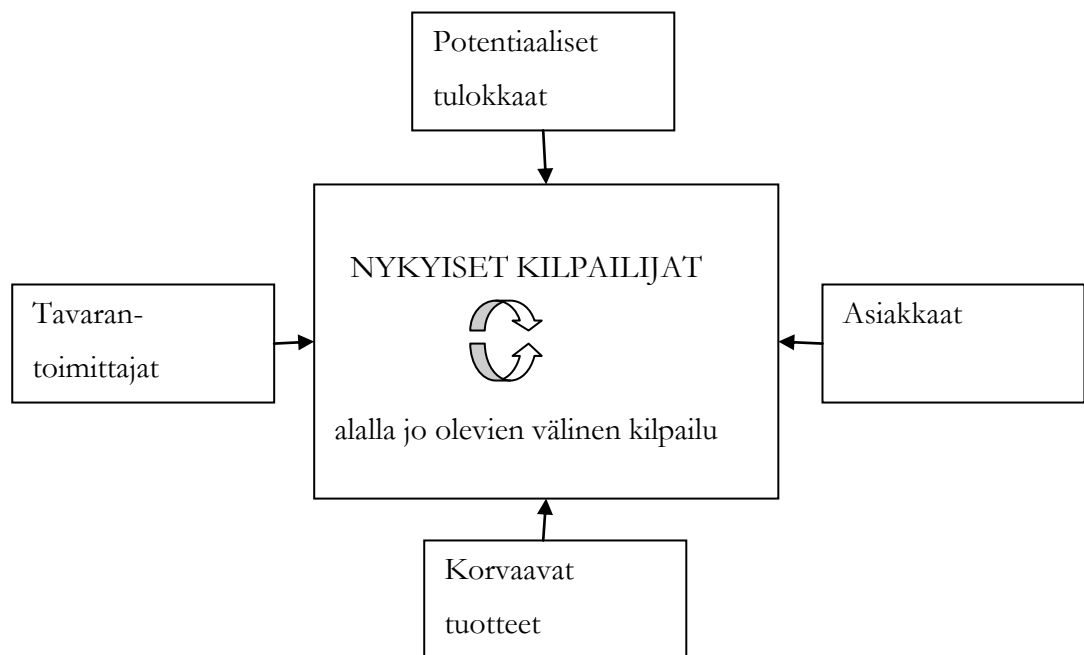 Potentiaaliset
tulokkaat
NYKYISET KILPAILIJAT
alalla jo olevien välinen kilpailu
Tavaran-
toimittajat
Asiakkaat
Korvaavat
tuotteet